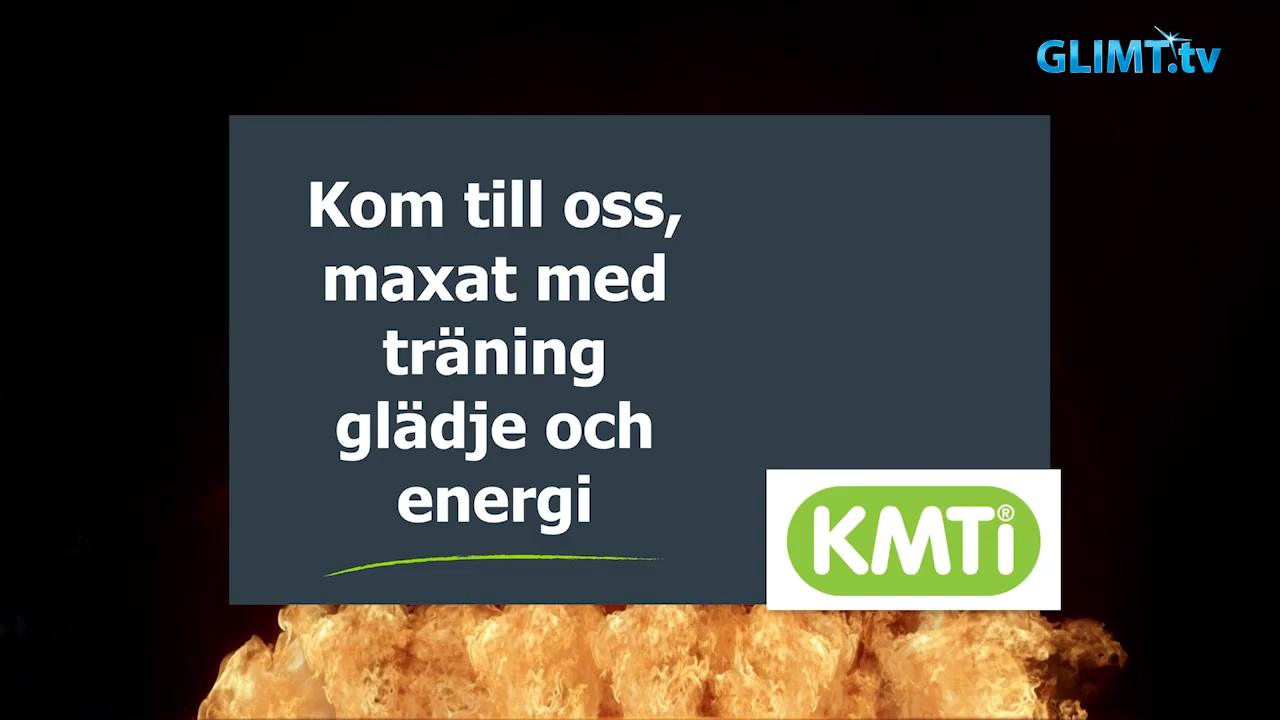 GLIMT.tv
Kom till oss,
maxat med
träning
glädje och
energi
KMTi®